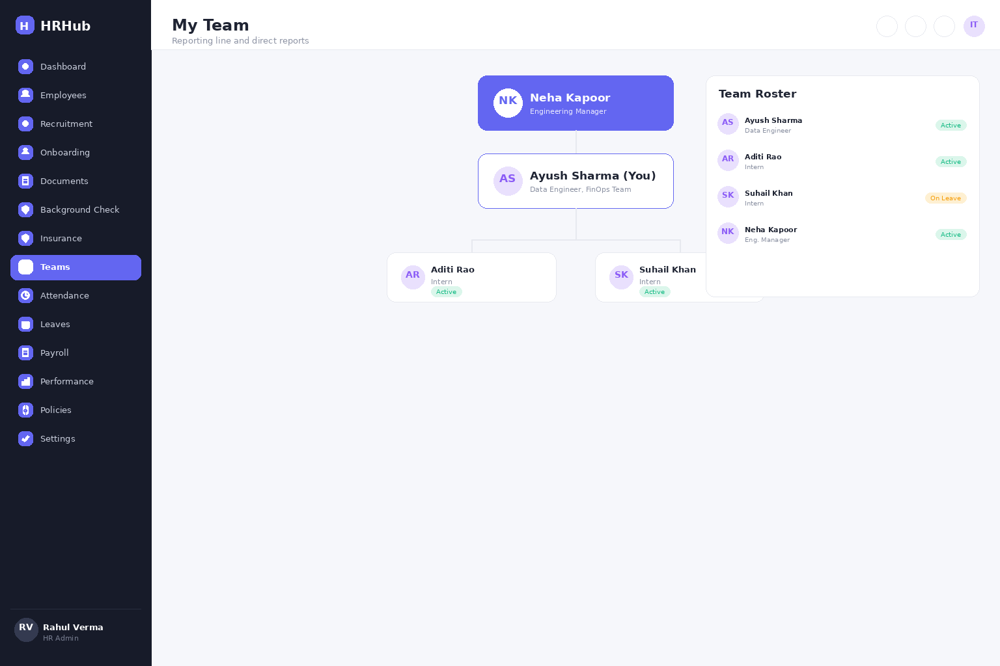 H HRHub
Dashboard
Employees
Recruitment
Onboarding
Documents
Background Check
Insurance
Teams
Attendance
Leaves
Payroll
Performance
Policies
Settings
RV
Rahul Verma
HR Admin
My Team
Reporting line and direct reports
IT
NK
Neha Kapoor
Engineering Manager
AS
Ayush Sharma (You)
Data Engineer, FinOps Team
AR
Aditi Rao
Intern
Active
SK
Suhail Khan
Intern
Active
Team Roster
AS
Ayush Sharma
Data Engineer
Active
AR
Aditi Rao
Intern
Active
SK
Suhail Khan
Intern
On Leave
NK
Neha Kapoor
Eng. Manager
Active